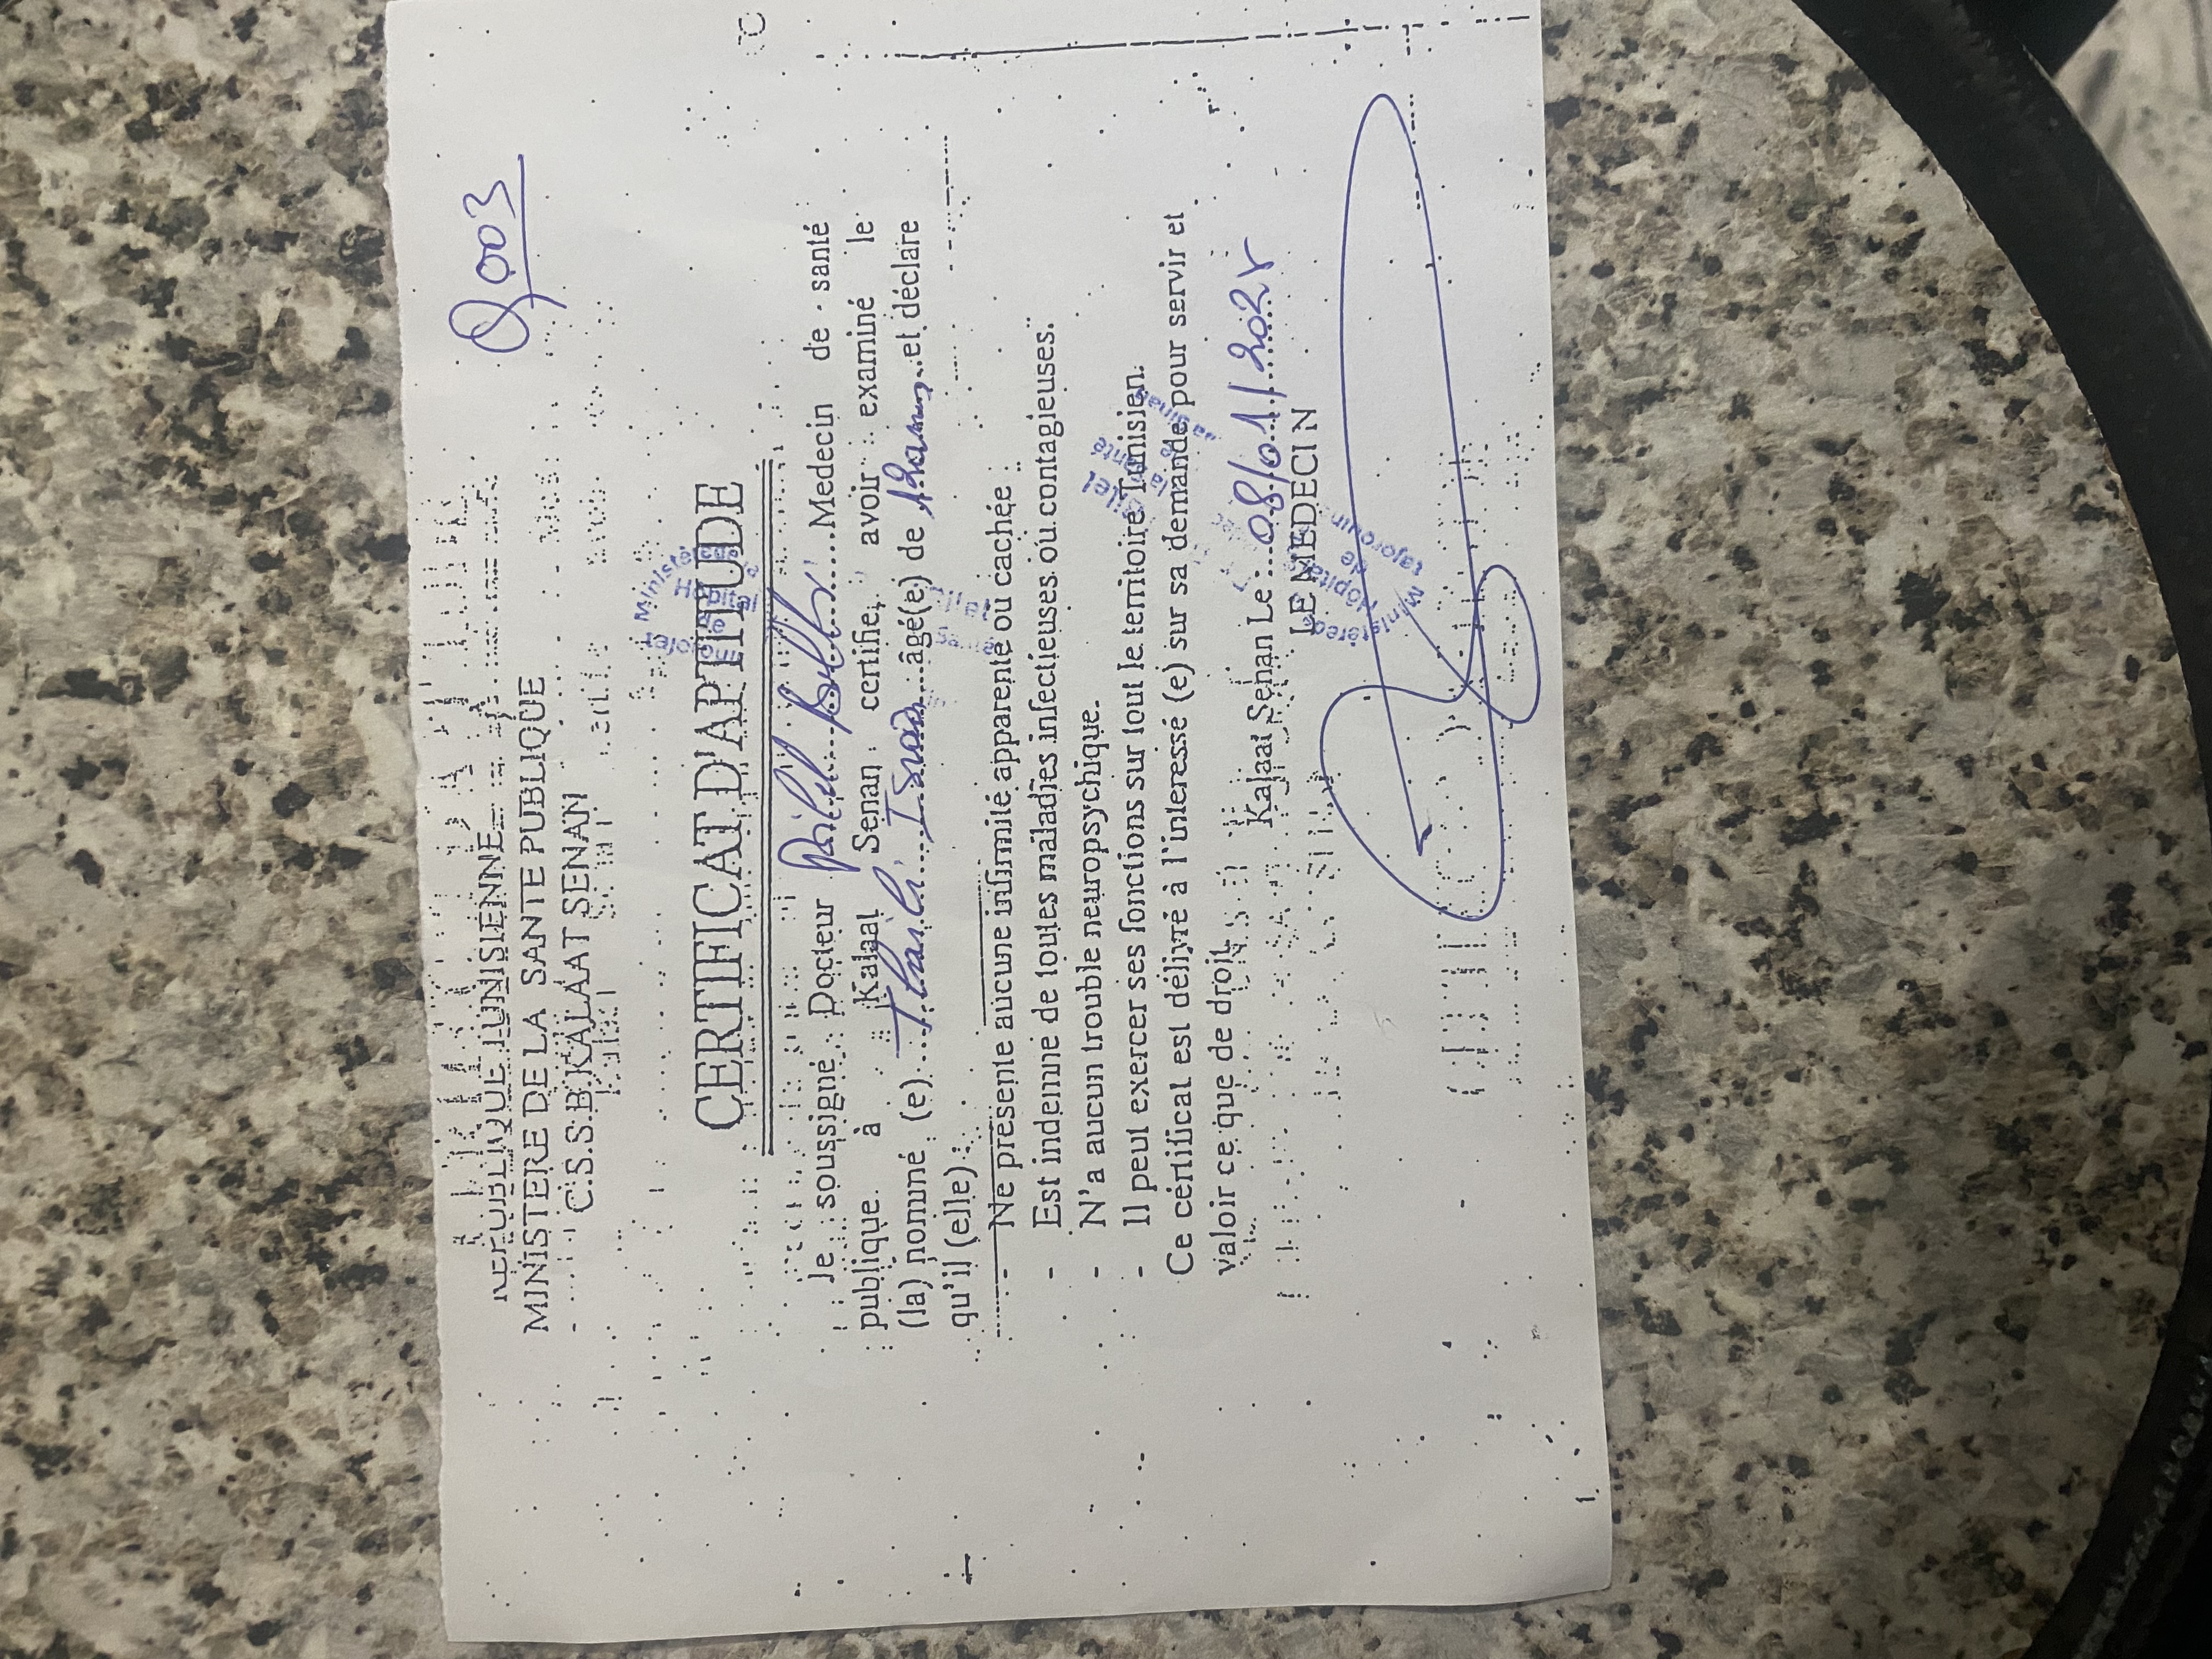 Q003
REPUBLIQUE TUNISIENNE
MINISTERE DE LA SANTE PUBLIQUE
C.S.S.B KALAAT SENAN
CERTIFICAT D'APTITUDE
Je soussigné Docteur ............ Medecin de santé
publique à Kalaat Senan certifie, avoir examiné le
(la) nommé (e) .... ........ âgé(e) de ........ et déclare
qu'il (elle) :
- Ne présente aucune infirmité apparente ou cachée
- Est indemne de toutes maladies infectieuses ou contagieuses.
- N'a aucun trouble neuropsychique.
- Il peut exercer ses fonctions sur tout le territoire Tunisien.
Ce certificat est délivré à l'interessé (e) sur sa demande pour servir et
valoir ce que de droit.
Kalaat Senan Le : 08/01/202
LE MEDECIN